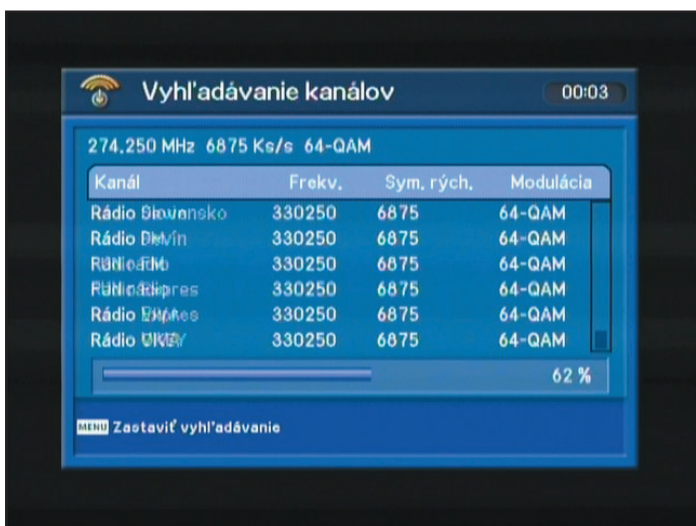 Vyhľadávanie kanálov 00:03
274.250 MHz 6875 Ks/s 64-QAM
Kanál Frekv. Sym. rých. Modulácia
Rádio 330250 6875 64-QAM
Rádio 330250 6875 64-QAM
330250 6875 64-QAM
330250 6875 64-QAM
Rádio 330250 6875 64-QAM
Rádio 330250 6875 64-QAM
62 %
MENU Zastaviť vyhľadávanie